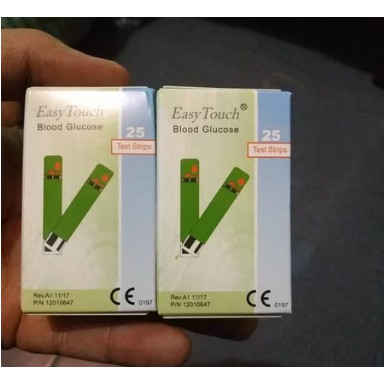 EasyTouch
Blood Glucose
25
Test Strips
Rev.A1 11/17
P/N 12010647
CE 0197
EasyTouch®
Blood Glucose
25
Test Strips
Rev.A1 11/17
P/N 12010647
CE 0197